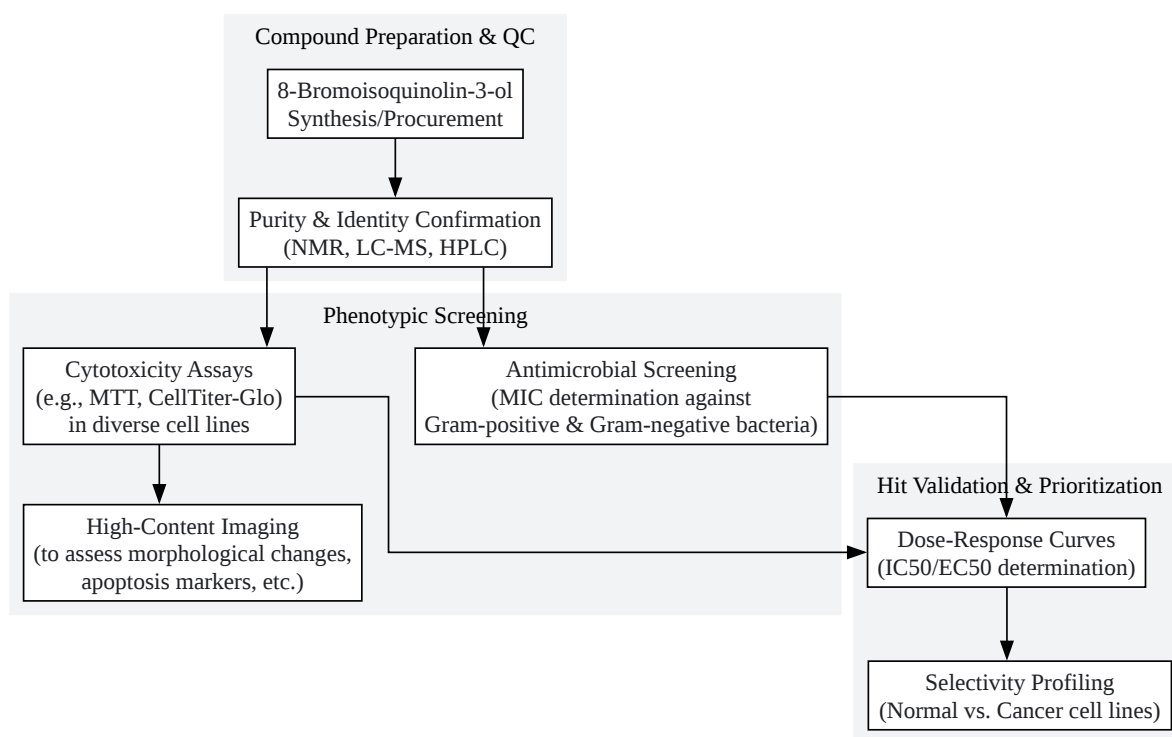 Compound Preparation & QC
8-Bromoisoquinolin-3-ol
Synthesis/Procurement
Purity & Identity Confirmation
(NMR, LC-MS, HPLC)
Phenotypic Screening
Cytotoxicity Assays
(e.g., MTT, CellTiter-Glo)
in diverse cell lines
Antimicrobial Screening
(MIC determination against
Gram-positive & Gram-negative bacteria)
High-Content Imaging
(to assess morphological changes,
apoptosis markers, etc.)
Hit Validation & Prioritization
Dose-Response Curves
(IC50/EC50 determination)
Selectivity Profiling
(Normal vs. Cancer cell lines)